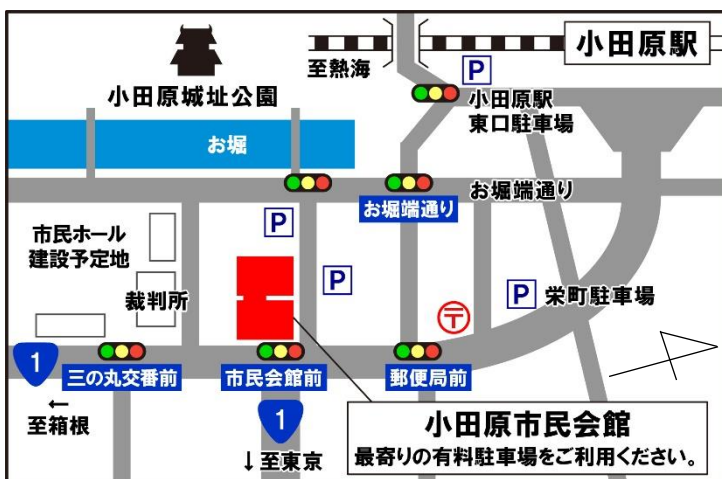 小田原駅
至熱海
P
小田原城址公園
小田原駅
東口駐車場
お堀
お堀端通り
お堀端通り
市民ホール
建設予定地
P
裁判所
P
P
栄町駐車場
〒
1
三の丸交番前
市民会館前
郵便局前
←
至箱根
1
↓至東京
小田原市民会館
最寄りの有料駐車場をご利用ください。